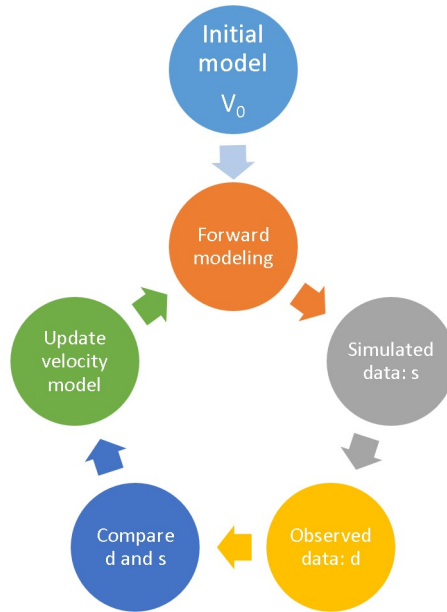 Initial
model
V₀
Forward
modeling
Simulated
data: s
Observed
data: d
Compare
d and s
Update
velocity
model